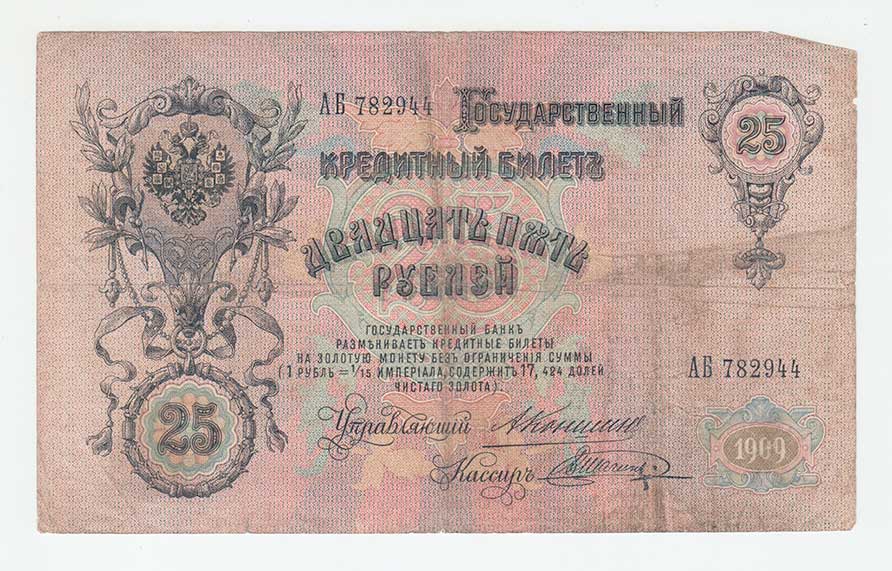 АБ 782944
Государственный
кредитный билетъ
двадцать пять
рублей
25
ГОСУДАРСТВЕННЫЙ БАНКЪ
РАЗМѢНИВАЕТЪ КРЕДИТНЫЕ БИЛЕТЫ
НА ЗОЛОТУЮ МОНЕТУ БЕЗЪ ОГРАНИЧЕНІЯ СУММЫ
(1 РУБЛЬ = 1/15 ИМПЕРІАЛА, СОДЕРЖИТЪ 17, 424 ДОЛЕЙ
ЧИСТАГО ЗОЛОТА).
АБ 782944
25
Управляющій
Кассиръ
1909